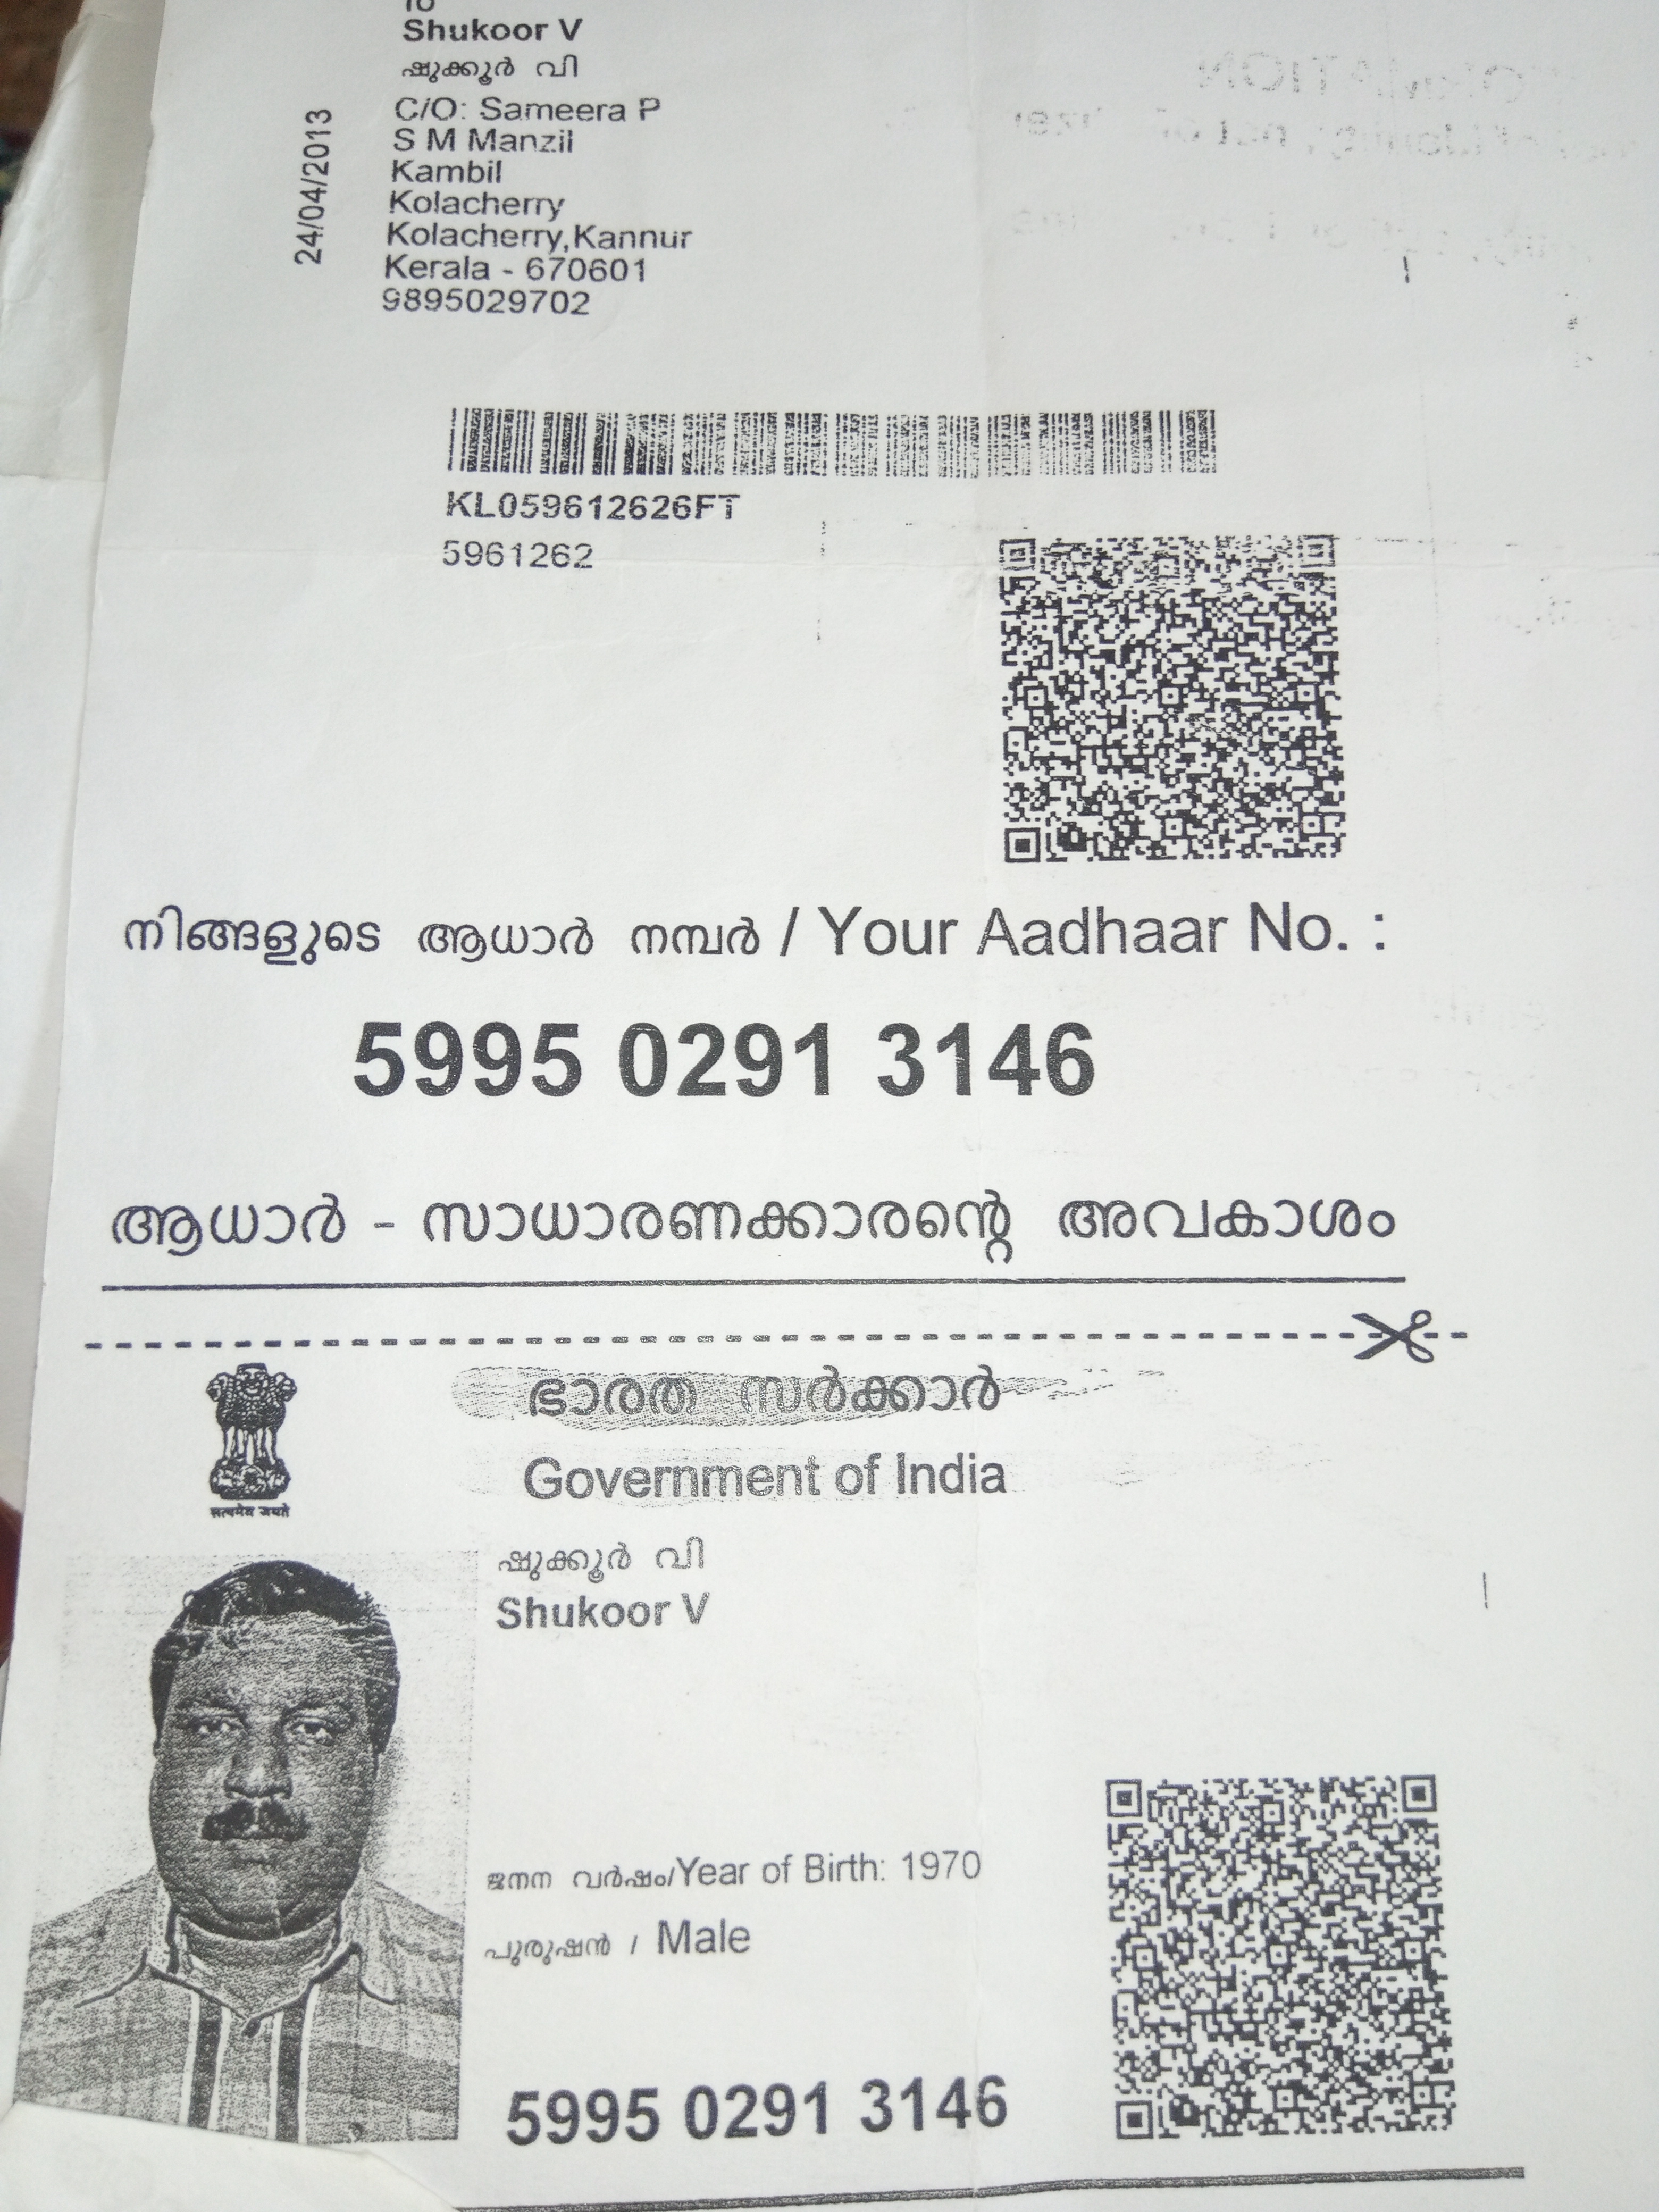 To
Shukoor V
ഷുക്കൂർ വി
C/O: Sameera P
S M Manzil
Kambil
Kolacherry
Kolacherry,Kannur
Kerala - 670601
9895029702
24/04/2013
KL059612626FT
5961262
നിങ്ങളുടെ ആധാർ നമ്പർ / Your Aadhaar No. :
5995 0291 3146
ആധാർ - സാധാരണക്കാരന്റെ അവകാശം
ഭാരത സർക്കാർ
Government of India
सत्यमेव जयते
ഷുക്കൂർ വി
Shukoor V
ജനന വർഷം/Year of Birth: 1970
പുരുഷൻ / Male
5995 0291 3146